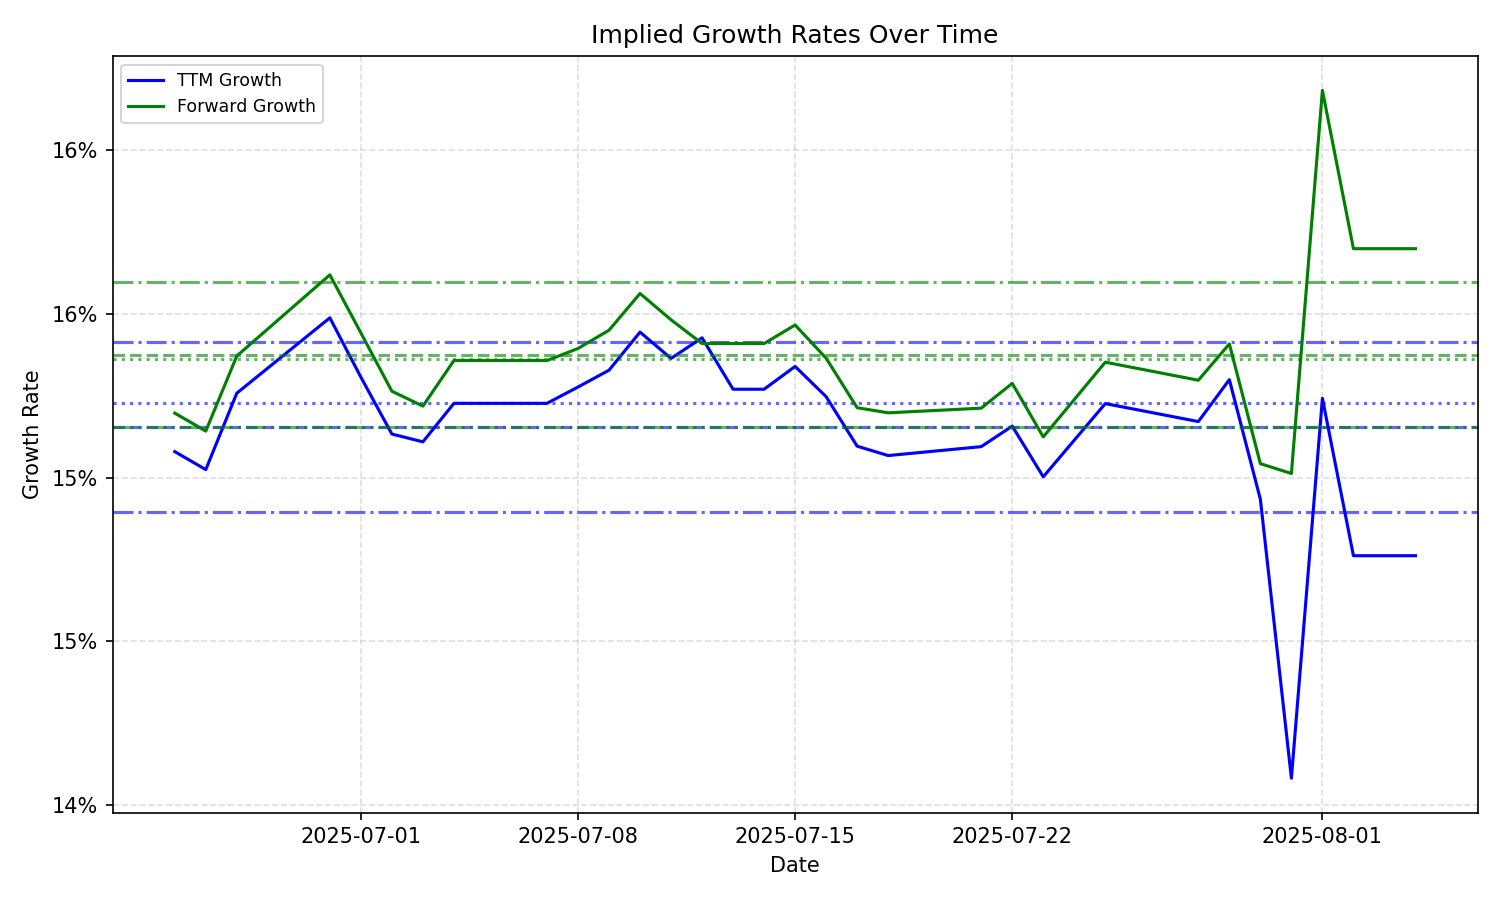 Implied Growth Rates Over Time
TTM Growth
Forward Growth
16%
16%
15%
15%
14%
Growth Rate
2025-07-01
2025-07-08
2025-07-15
2025-07-22
2025-08-01
Date